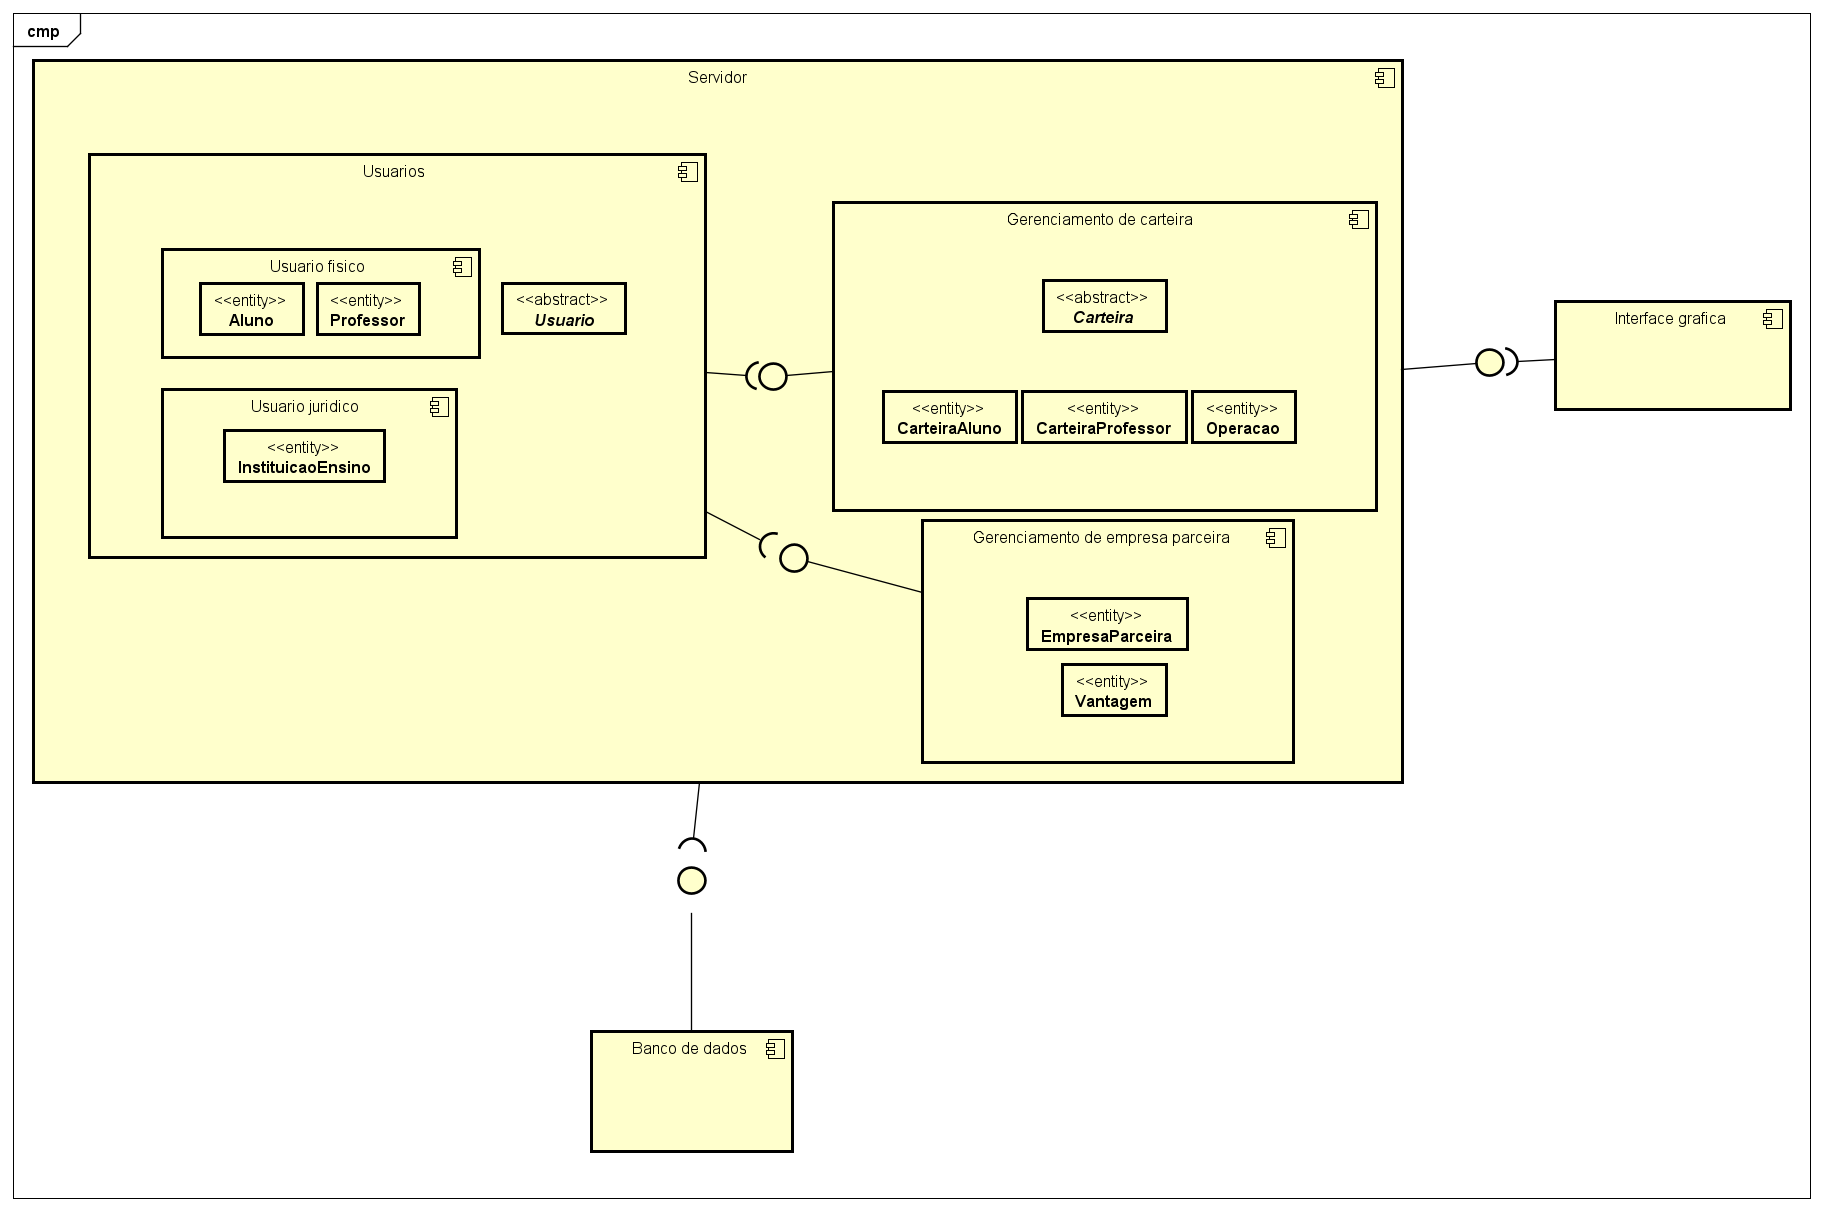 cmp
Servidor
Usuarios
Usuario fisico
<<entity>>
Aluno
<<entity>>
Professor
<<abstract>>
Usuario
Usuario juridico
<<entity>>
InstituicaoEnsino
Gerenciamento de carteira
<<abstract>>
Carteira
<<entity>>
CarteiraAluno
<<entity>>
CarteiraProfessor
<<entity>>
Operacao
Gerenciamento de empresa parceira
<<entity>>
EmpresaParceira
<<entity>>
Vantagem
Interface grafica
Banco de dados